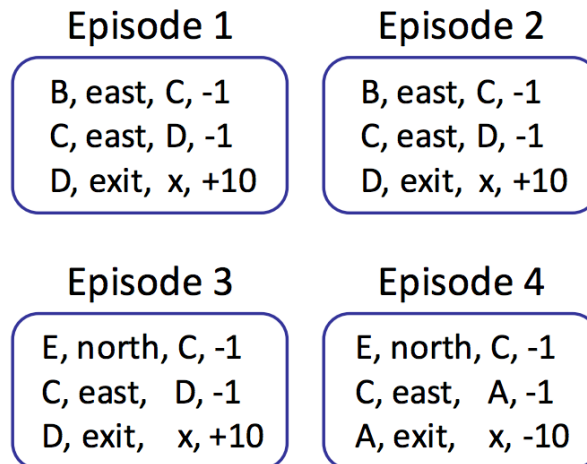 Episode 1
B, east, C, -1
C, east, D, -1
D, exit, x, +10
Episode 2
B, east, C, -1
C, east, D, -1
D, exit, x, +10
Episode 3
E, north, C, -1
C, east, D, -1
D, exit, x, +10
Episode 4
E, north, C, -1
C, east, A, -1
A, exit, x, -10